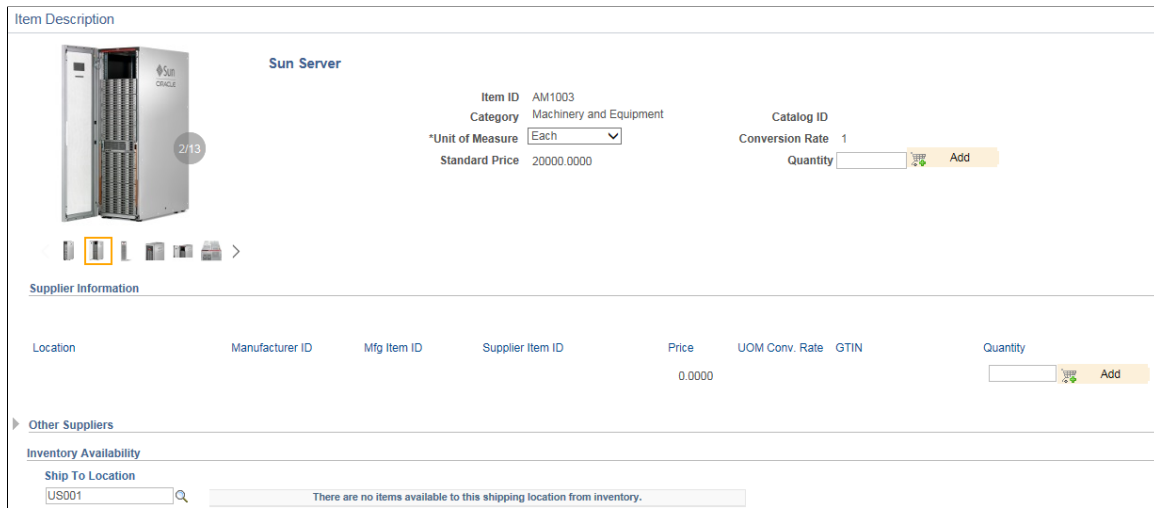 Item Description
Sun
ORACLE
2/13
Sun Server
Item ID AM1003
Category Machinery and Equipment Catalog ID
*Unit of Measure Each Conversion Rate 1
Standard Price 20000.0000 Quantity Add
Supplier Information
Location Manufacturer ID Mfg Item ID Supplier Item ID Price UOM Conv. Rate GTIN Quantity
0.0000 Add
Other Suppliers
Inventory Availability
Ship To Location
US001 There are no items available to this shipping location from inventory.